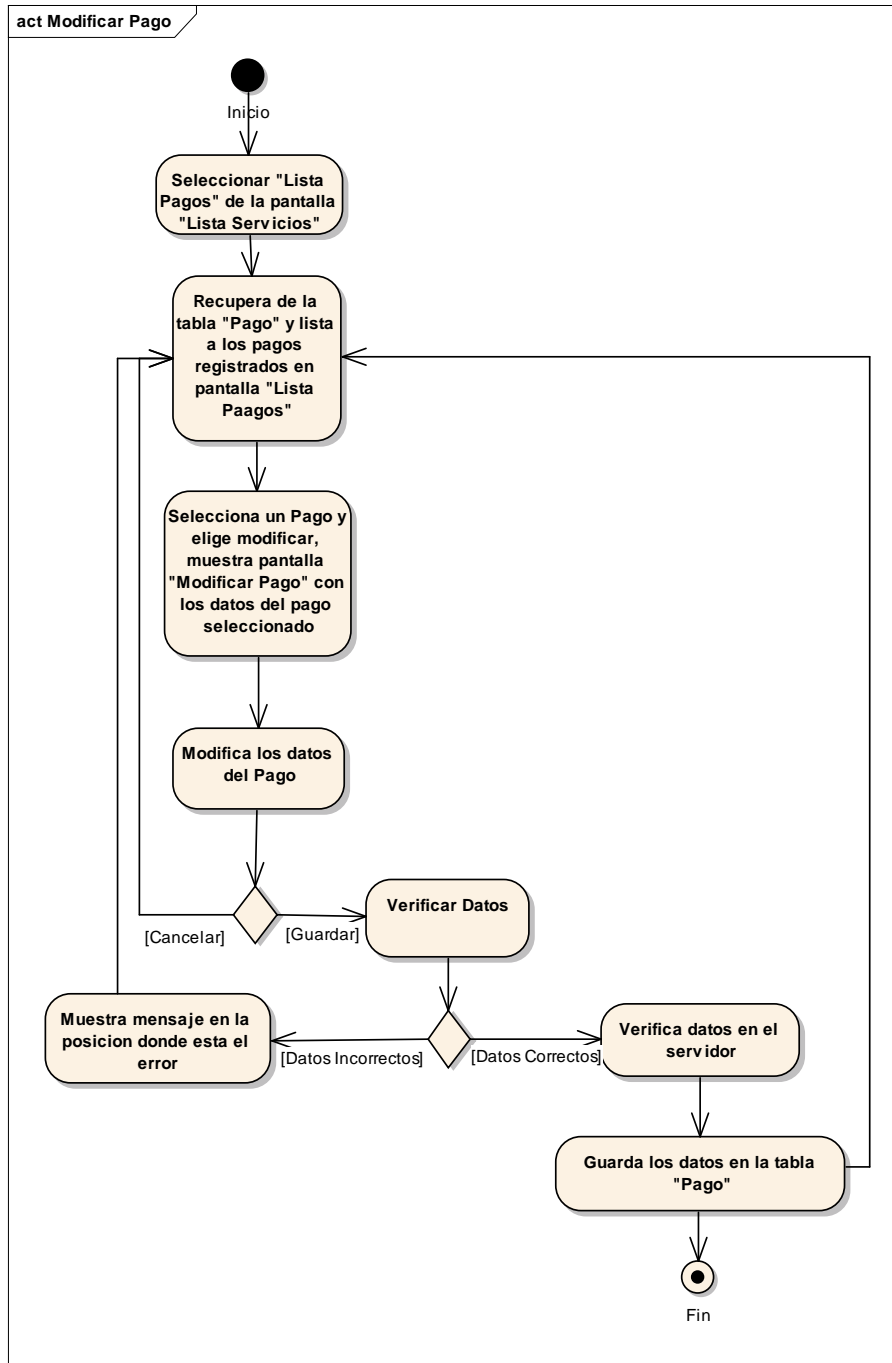 act Modificar Pago
Inicio
Seleccionar "Lista
Pagos" de la pantalla
"Lista Servicios"
Recupera de la
tabla "Pago" y lista
a los pagos
registrados en
pantalla "Lista
Paagos"
Selecciona un Pago y
elige modificar,
muestra pantalla
"Modificar Pago" con
los datos del pago
seleccionado
Modifica los datos
del Pago
[Cancelar]
[Guardar]
Verificar Datos
Muestra mensaje en la
posicion donde esta el
error
[Datos Incorrectos]
[Datos Correctos]
Verifica datos en el
servidor
Guarda los datos en la tabla
"Pago"
Fin